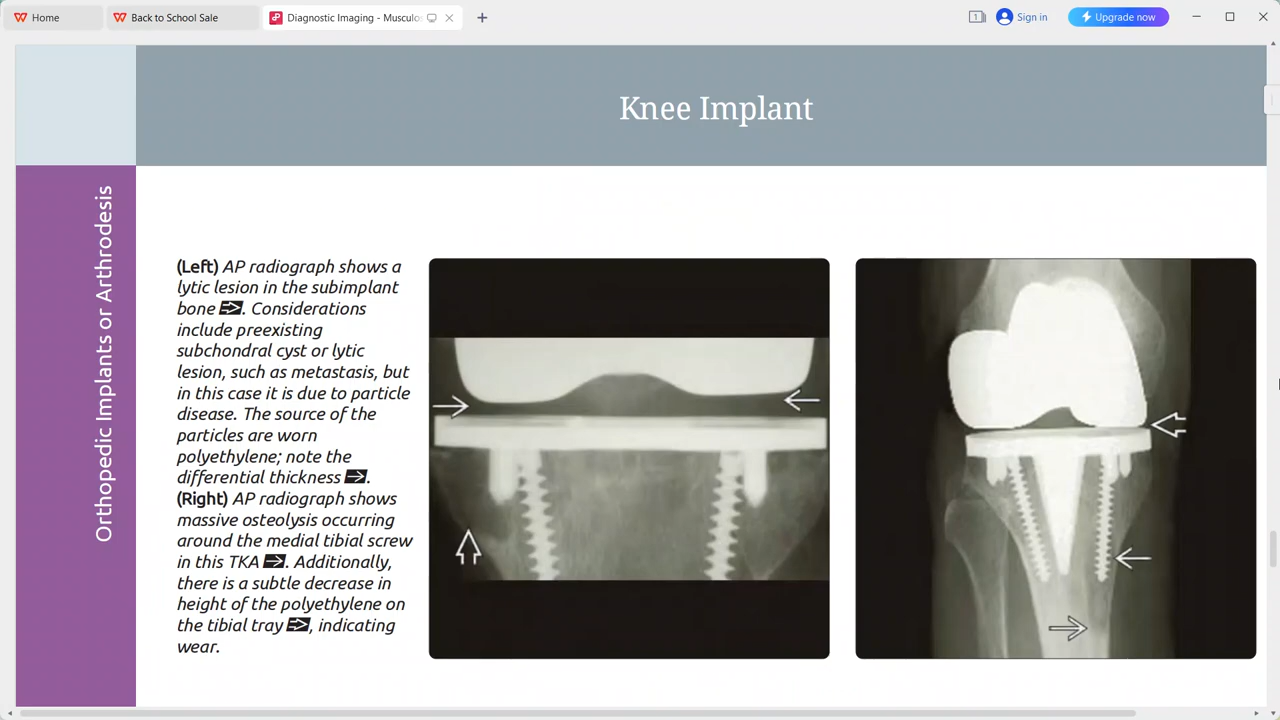 Home
Back to School Sale
Diagnostic Imaging - Musculo
1
Sign in
Upgrade now
Knee Implant
Orthopedic Implants or Arthrodesis
(Left) AP radiograph shows a
lytic lesion in the subimplant
bone ⇨. Considerations
include preexisting
subchondral cyst or lytic
lesion, such as metastasis, but
in this case it is due to particle
disease. The source of the
particles are worn
polyethylene; note the
differential thickness ➡.
(Right) AP radiograph shows
massive osteolysis occurring
around the medial tibial screw
in this TKA ➡. Additionally,
there is a subtle decrease in
height of the polyethylene on
the tibial tray ⇨, indicating
wear.